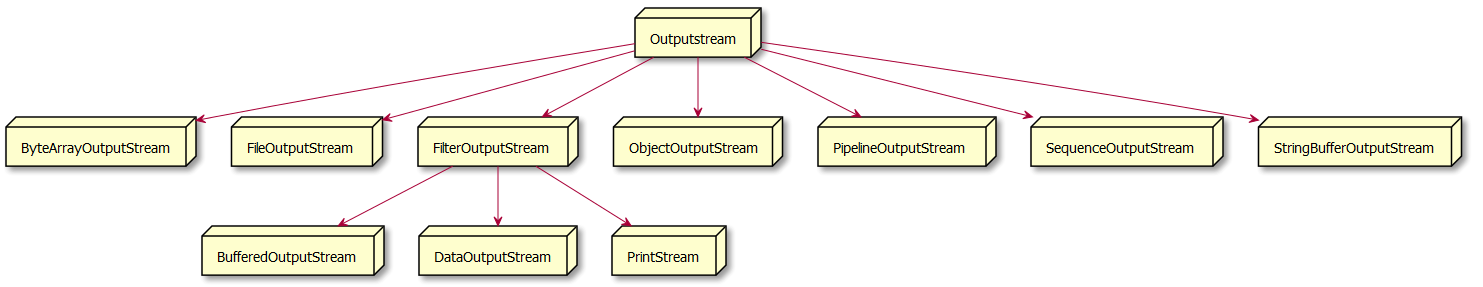 Outputstream
ByteArrayOutputStream
FileOutputStream
FilterOutputStream
ObjectOutputStream
PipelineOutputStream
SequenceOutputStream
StringBufferOutputStream
BufferedOutputStream
DataOutputStream
PrintStream